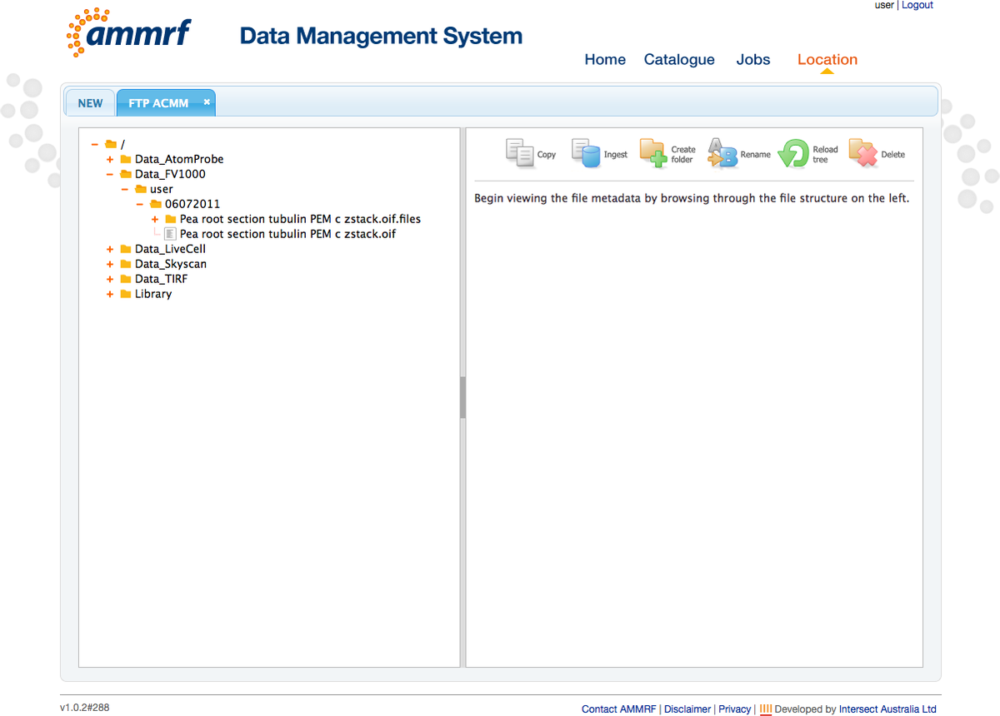 user | Logout
ammrf
Data Management System
Home Catalogue Jobs Location
NEW FTP ACMM ×
/
Data_AtomProbe
Data_FV1000
user
06072011
Pea root section tubulin PEM c zstack.oif.files
Pea root section tubulin PEM c zstack.oif
Data_LiveCell
Data_Skyscan
Data_TIRF
Library
Copy Ingest Create folder A B Rename Reload tree Delete
Begin viewing the file metadata by browsing through the file structure on the left.
v1.0.2#288
Contact AMMRF | Disclaimer | Privacy | Developed by Intersect Australia Ltd